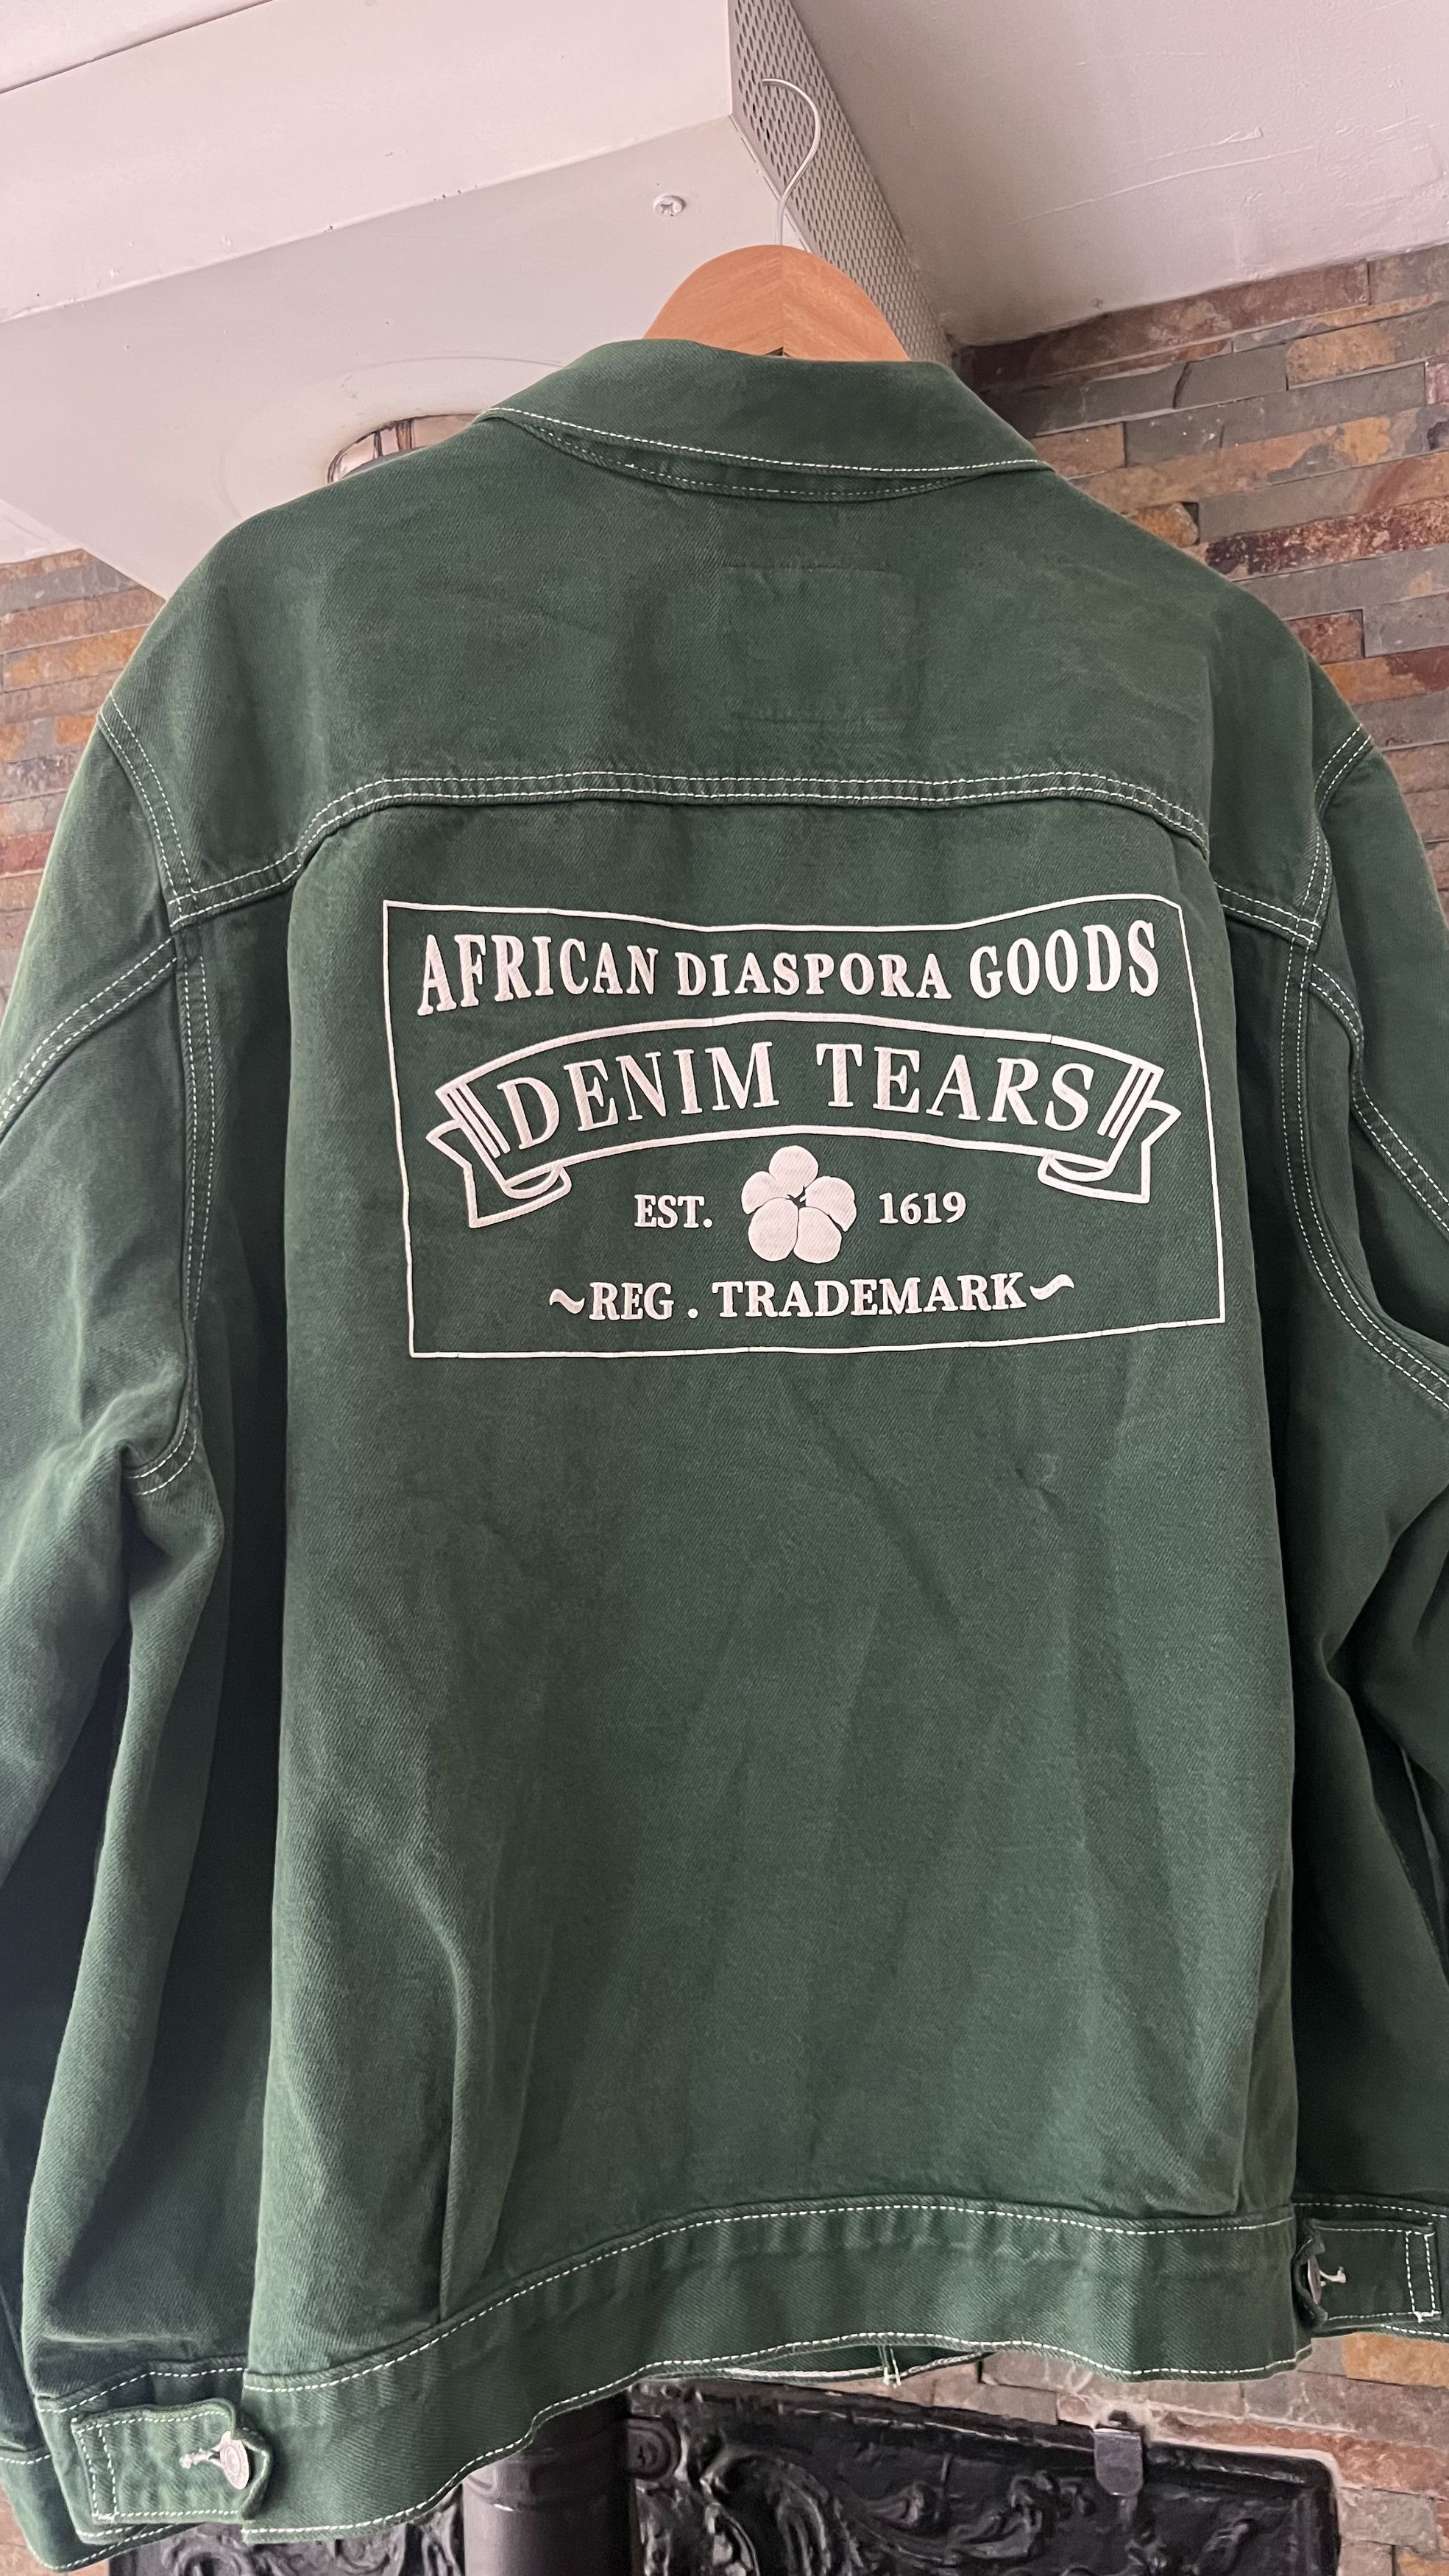 AFRICAN DIASPORA GOODS
DENIM TEARS
EST. 1619
~REG . TRADEMARK~